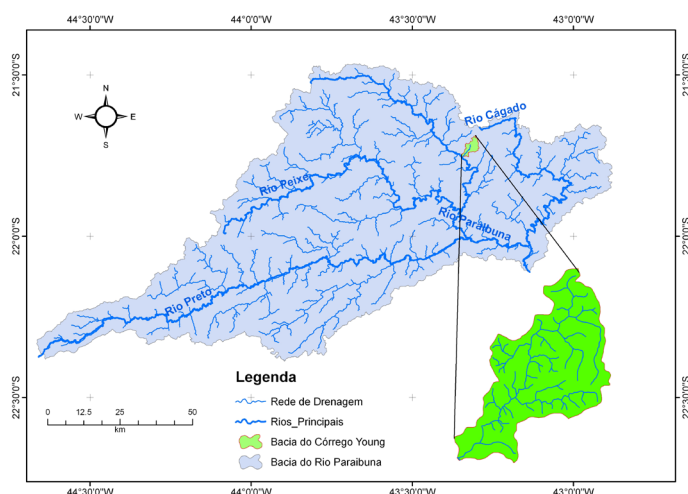 44°30'0"W 44°0'0"W 43°30'0"W 43°0'0"W
21°30'0"S
21°30'0"S
N
W E
S
Rio Cágado
Rio Peixe
Rio Paraibuna
22°0'0"S
22°0'0"S
Rio Preto
Legenda
Rede de Drenagem
Rios_Principais
Bacia do Córrego Young
Bacia do Rio Paraibuna
22°30'0"S
22°30'0"S
0 12.5 25 50
km
44°30'0"W 44°0'0"W 43°30'0"W 43°0'0"W